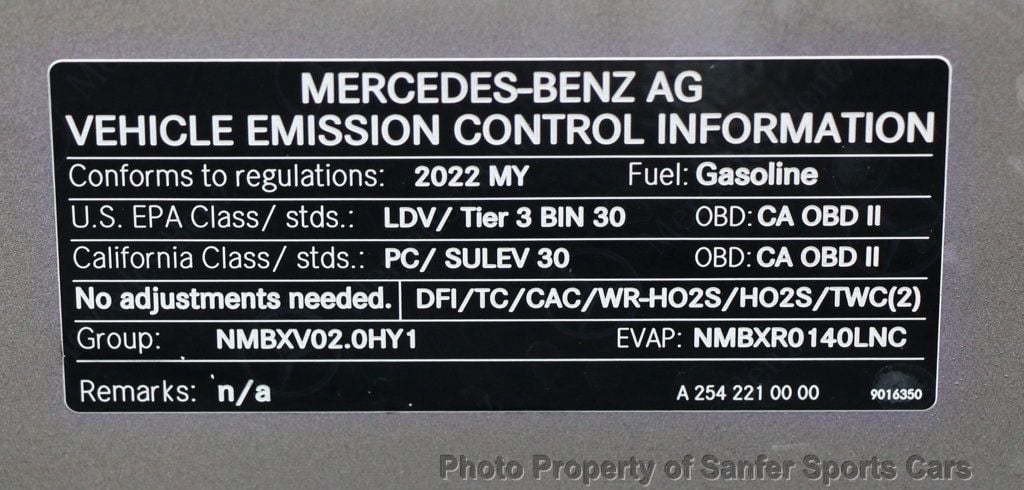 MERCEDES-BENZ AG
VEHICLE EMISSION CONTROL INFORMATION
Conforms to regulations: 2022 MY Fuel: Gasoline
U.S. EPA Class/ stds.: LDV/ Tier 3 BIN 30 OBD: CA OBD II
California Class/ stds.: PC/ SULEV 30 OBD: CA OBD II
No adjustments needed. DFI/TC/CAC/WR-HO2S/HO2S/TWC(2)
Group: NMBXV02.0HY1 EVAP: NMBXR0140LNC
Remarks: n/a A 254 221 00 00 9016350
Photo Property of Sanfer Sports Cars